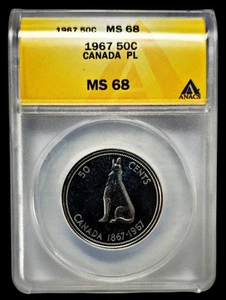 1967 50C MS 68
1967 50C
CANADA PL
MS 68
ANACS
50 CENTS
CANADA 1867-1967